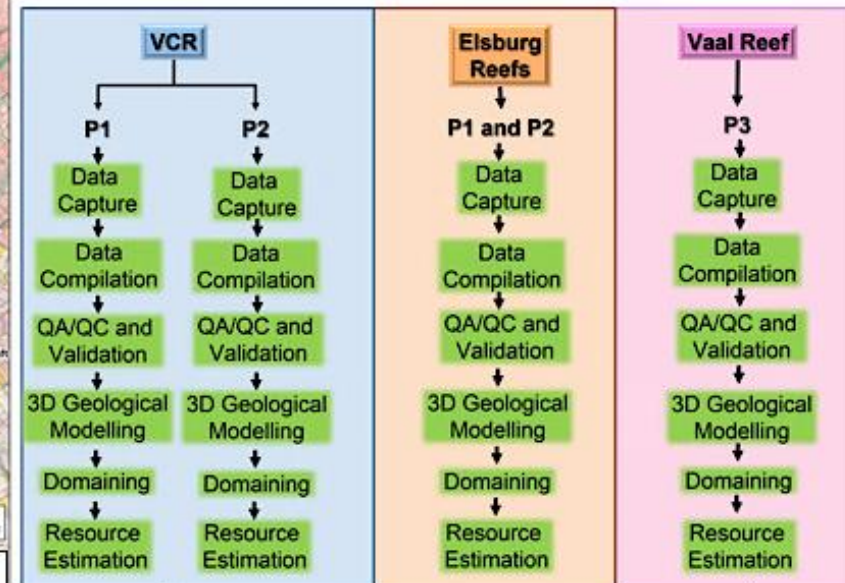 VCR
P1
Data
Capture
Data
Compilation
QA/QC and
Validation
3D Geological
Modelling
Domaining
Resource
Estimation
P2
Data
Capture
Data
Compilation
QA/QC and
Validation
3D Geological
Modelling
Domaining
Resource
Estimation
Elsburg
Reefs
P1 and P2
Data
Capture
Data
Compilation
QA/QC and
Validation
3D Geological
Modelling
Domaining
Resource
Estimation
Vaal Reef
P3
Data
Capture
Data
Compilation
QA/QC and
Validation
3D Geological
Modelling
Domaining
Resource
Estimation